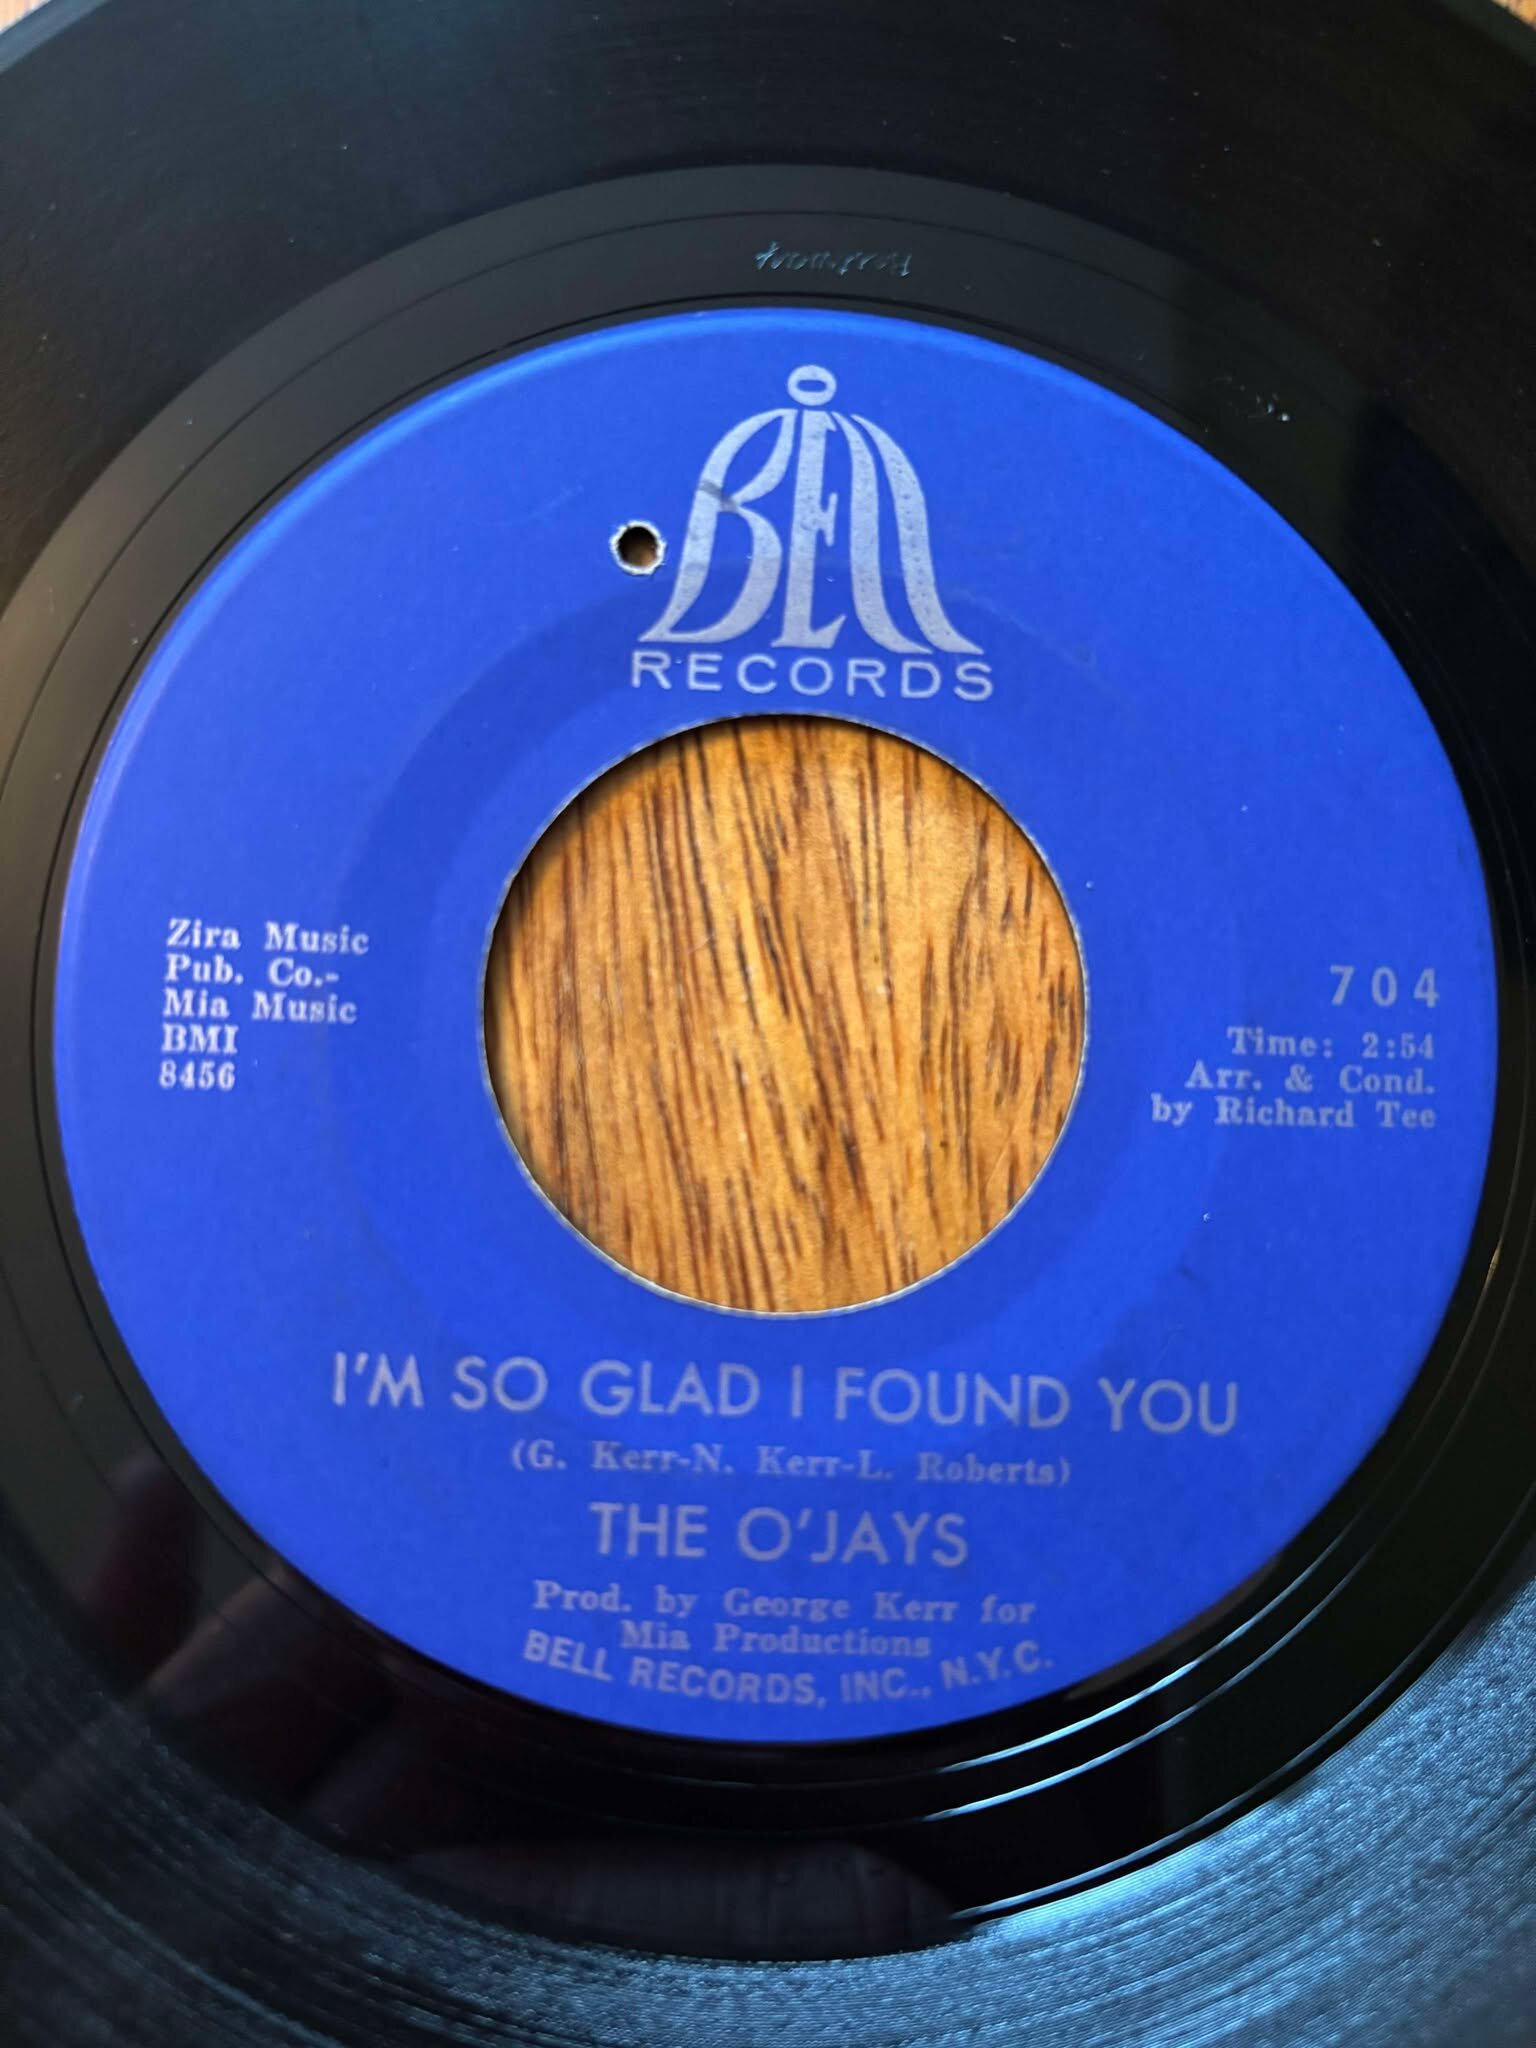 BELL
RECORDS
Zira Music
Pub. Co.-
Mia Music
BMI
8456
704
Time: 2:54
Arr. & Cond.
by Richard Tee
I'M SO GLAD I FOUND YOU
(G. Kerr-N. Kerr-L. Roberts)
THE O'JAYS
Prod. by George Kerr for
Mia Productions
BELL RECORDS, INC., N.Y.C.